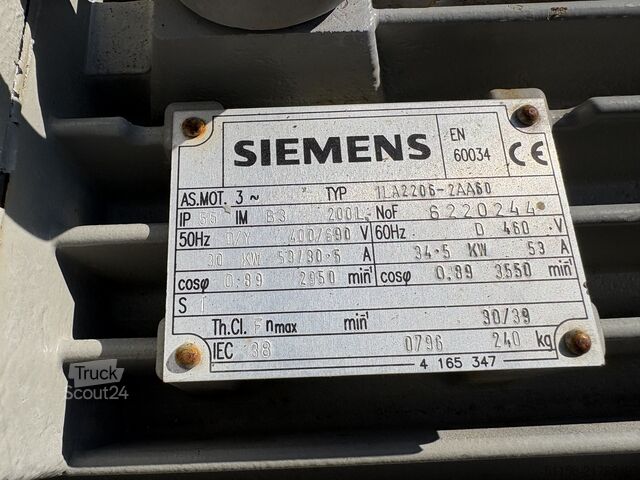 SIEMENS
EN
60034
CE
AS.MOT. 3~ TYP 1LA2206-2AA60
IP 55 IM B3 200L NoF 6220244
50Hz D/Y 400/690 V 60Hz D 460 V
30 KW 53/30.5 A 34.5 KW 53 A
cosφ 0.89 2950 min⁻¹ cosφ 0.89 3550 min⁻¹
S 1
Th.Cl. F nmax min⁻¹ 30/39
IEC 38 0796 240 kg
4 165 347
Truck
Scout24